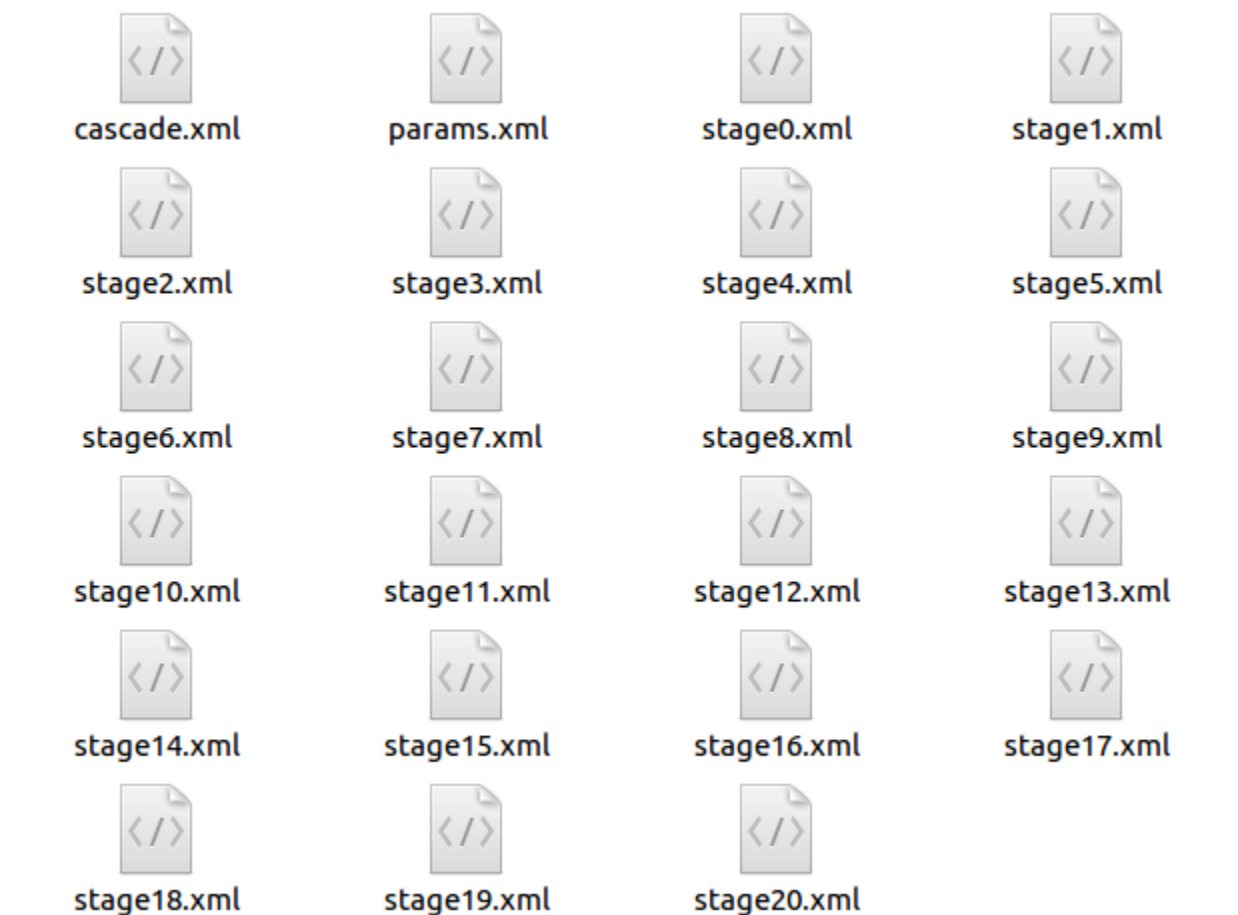 cascade.xml params.xml stage0.xml stage1.xml
stage2.xml stage3.xml stage4.xml stage5.xml
stage6.xml stage7.xml stage8.xml stage9.xml
stage10.xml stage11.xml stage12.xml stage13.xml
stage14.xml stage15.xml stage16.xml stage17.xml
stage18.xml stage19.xml stage20.xml